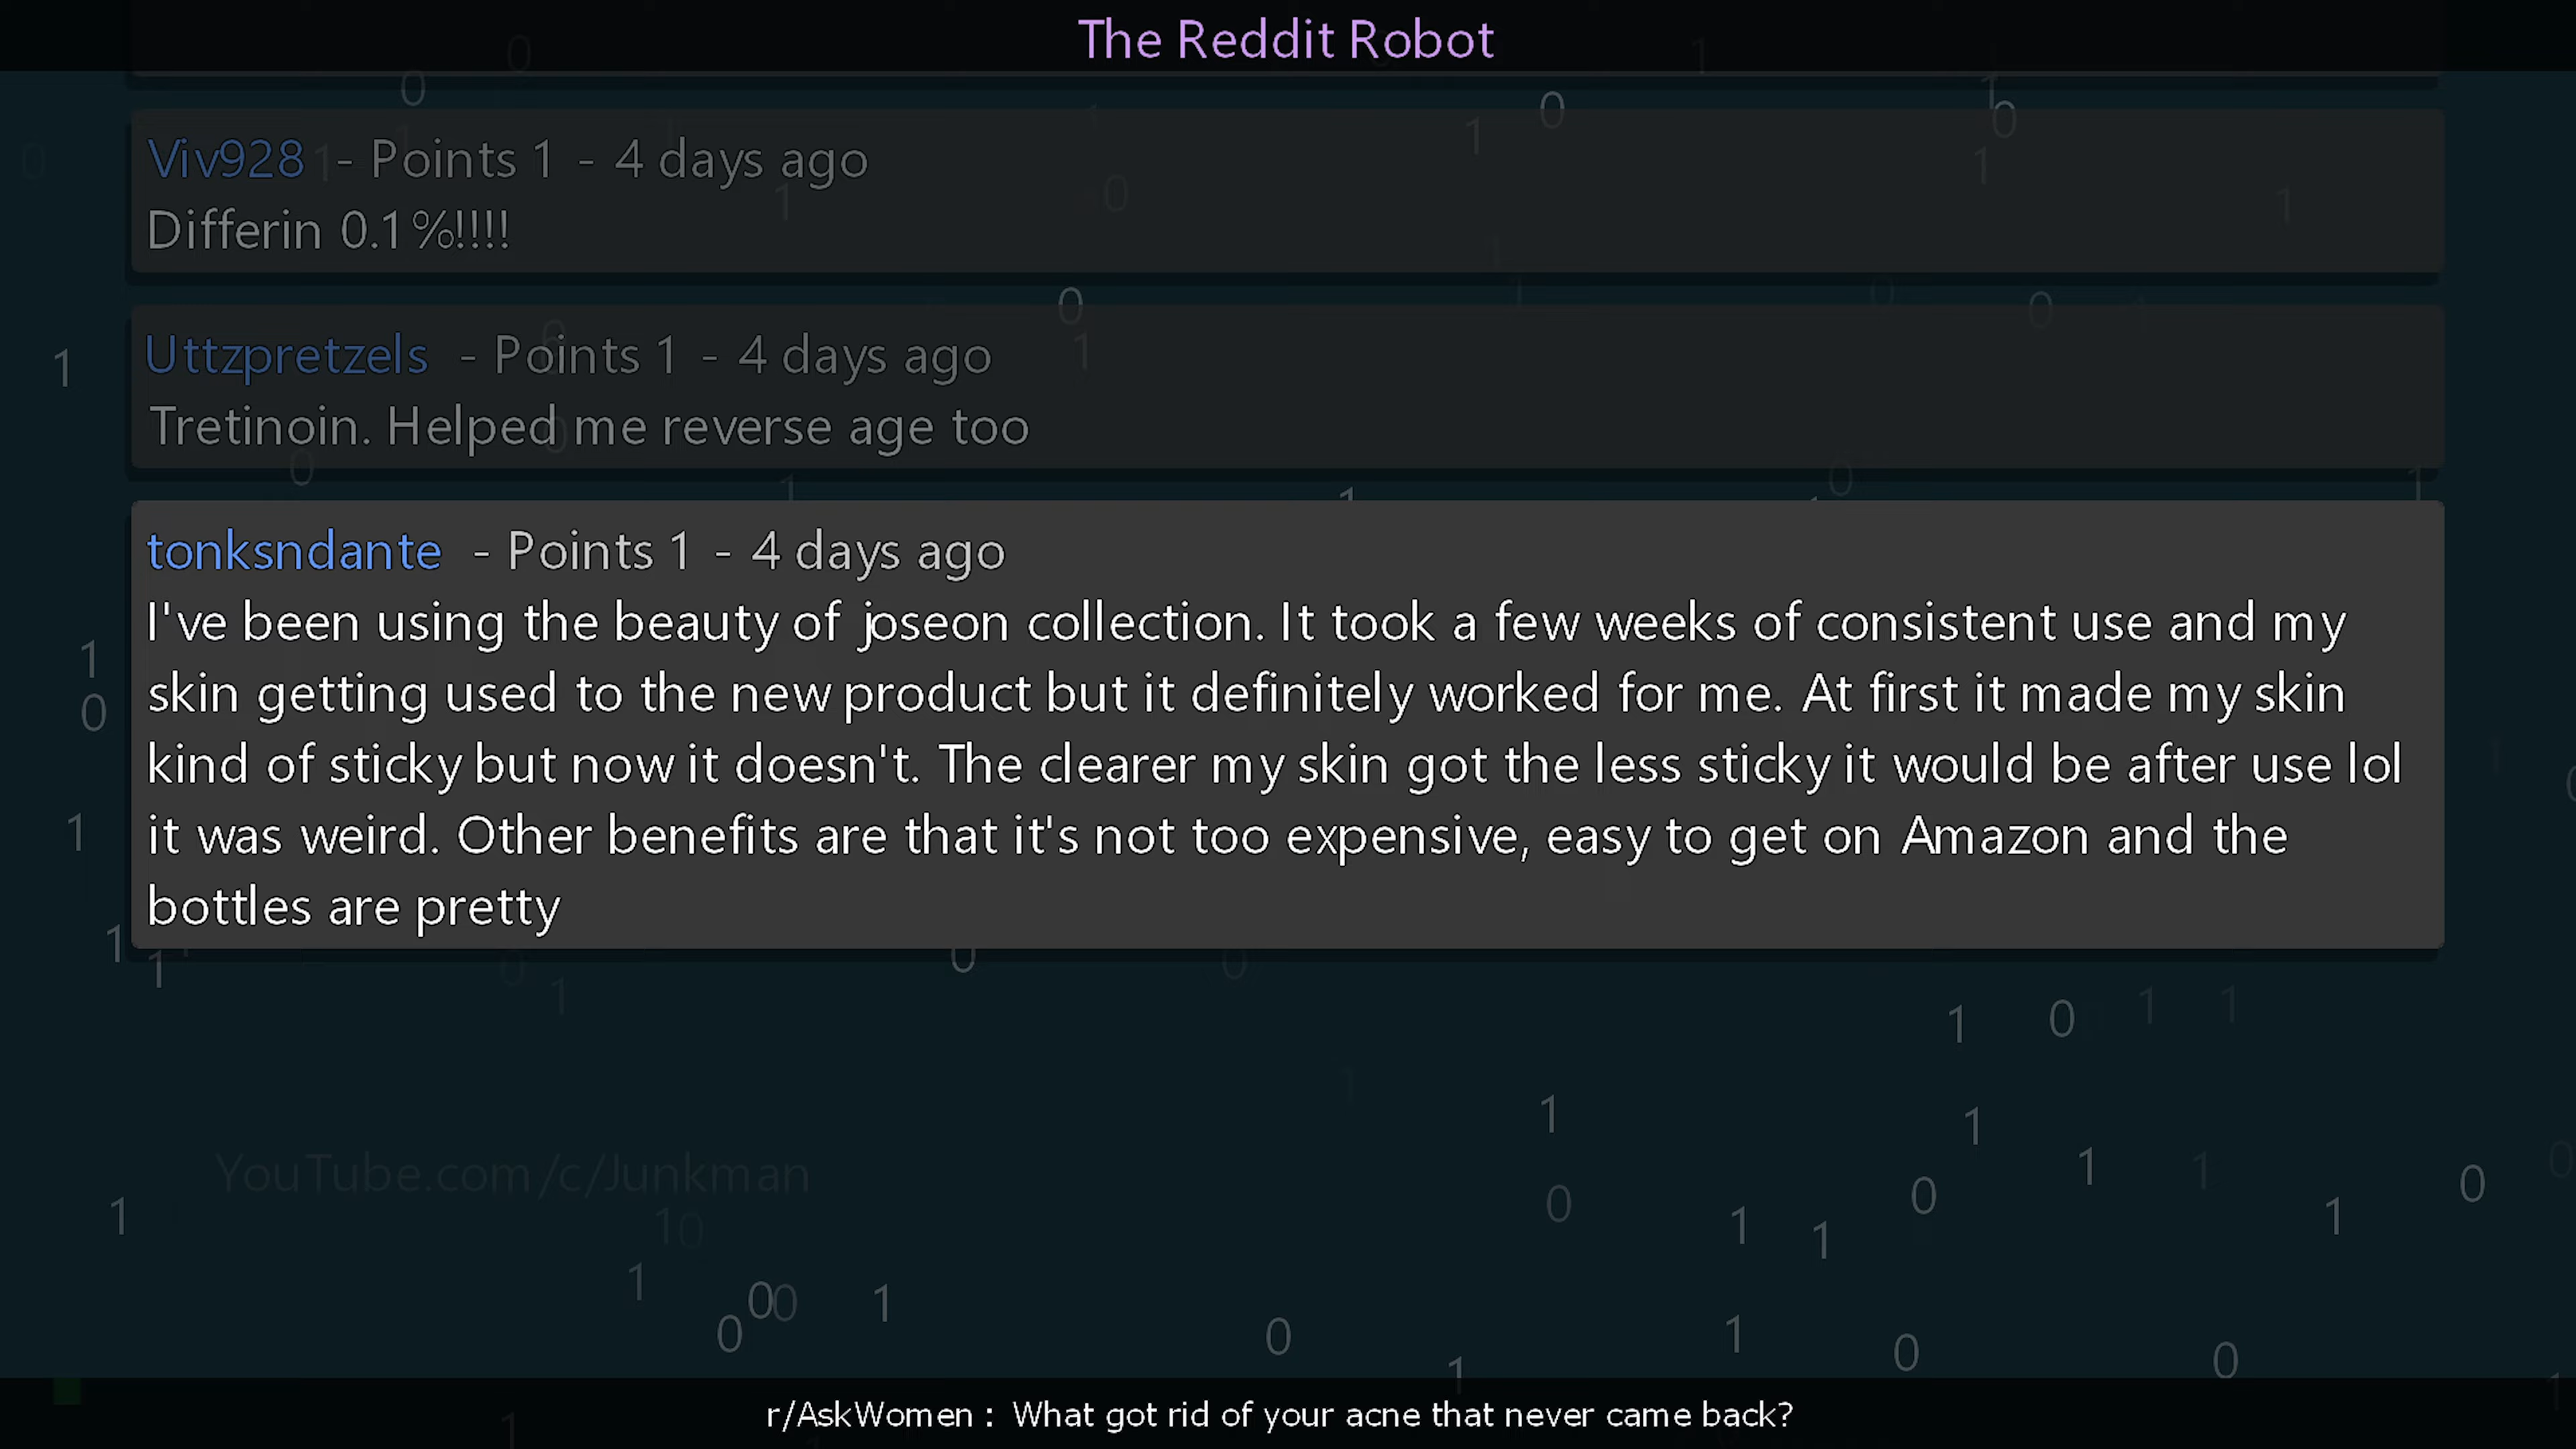 The Reddit Robot
Viv928 - Points 1 - 4 days ago
Differin 0.1%!!!!
Uttzpretzels - Points 1 - 4 days ago
Tretinoin. Helped me reverse age too
tonksndante - Points 1 - 4 days ago
I've been using the beauty of joseon collection. It took a few weeks of consistent use and my
skin getting used to the new product but it definitely worked for me. At first it made my skin
kind of sticky but now it doesn't. The clearer my skin got the less sticky it would be after use lol
it was weird. Other benefits are that it's not too expensive, easy to get on Amazon and the
bottles are pretty
YouTube.com/c/Junkman
r/AskWomen : What got rid of your acne that never came back?